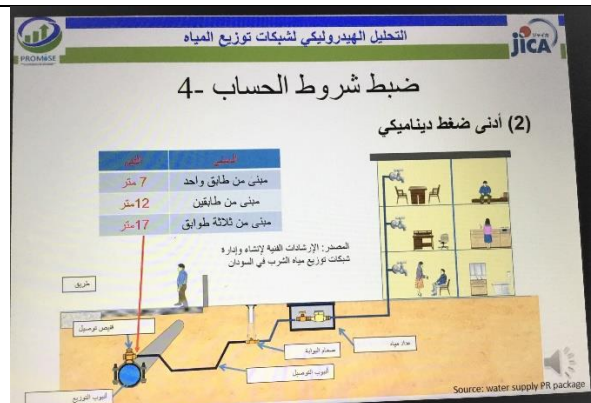 التحليل الهيدروليكي لشبكات توزيع المياه
PROMISE
jICA
ضبط شروط الحساب -4
(2) أدنى ضغط ديناميكي
المبنى القيمة
مبنى من طابق واحد 7 متر
مبنى من طابقين 12متر
مبنى من ثلاثة طوابق 17متر
المصدر: الإرشادات الفنية لإنشاء وإدارة
شبكات توزيع مياه الشرب في السودان
قميص توصيل
صمام البوابة
عداد مياه
أنبوب التوصيل
أنبوب التوزيع
Source: water supply PR package